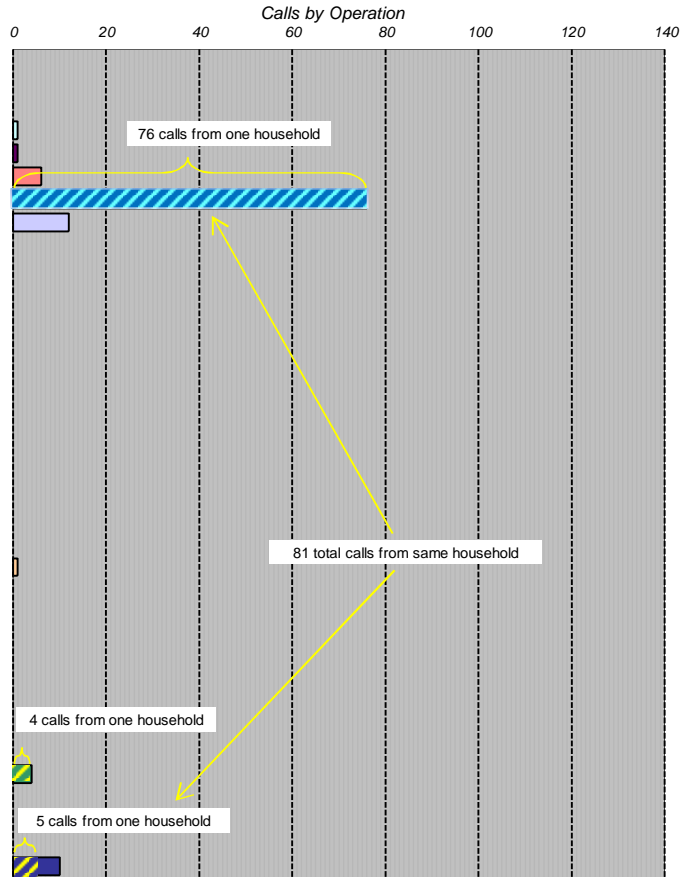 Calls by Operation
0 20 40 60 80 100 120 140
76 calls from one household
81 total calls from same household
4 calls from one household
5 calls from one household